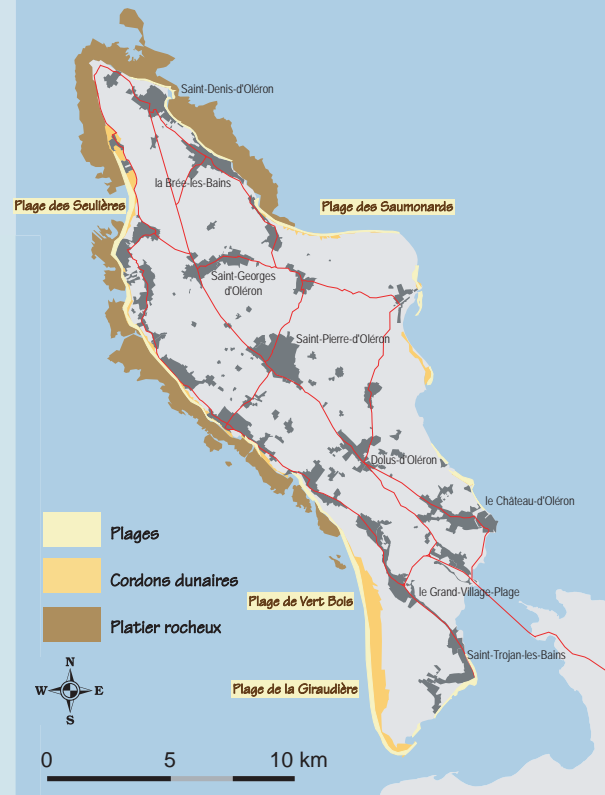 Saint-Denis-d'Oléron
la Brée-les-Bains
Plage des Seulières
Plage des Saumonards
Saint-Georges
d'Oléron
Saint-Pierre-d'Oléron
Dolus-d'Oléron
le Château-d'Oléron
Plages
Cordons dunaires
le Grand-Village-Plage
Plage de Vert Bois
Platier rocheux
Saint-Trojan-les-Bains
N
W E
S
Plage de la Giraudière
0 5 10 km